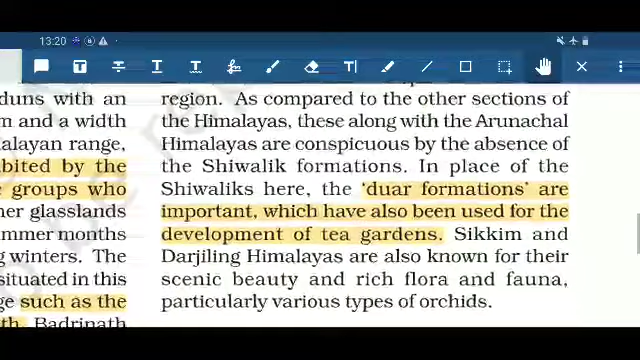 13:20
duns with an
m and a width
alayan range,
bited by the
groups who
her glasslands
ummer months
g winters. The
situated in this
ge such as the
th, Badrinath
region. As compared to the other sections of
the Himalayas, these along with the Arunachal
Himalayas are conspicuous by the absence of
the Shiwalik formations. In place of the
Shiwaliks here, the ‘duar formations’ are
important, which have also been used for the
development of tea gardens. Sikkim and
Darjiling Himalayas are also known for their
scenic beauty and rich flora and fauna,
particularly various types of orchids.